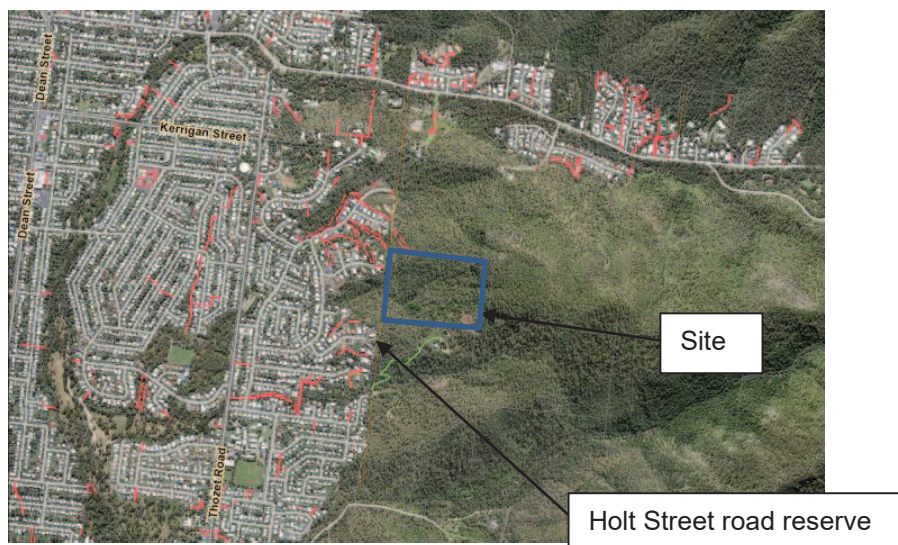 Dean Street
Kerrigan Street
Dean Street
Thozet Road
Site
Holt Street road reserve